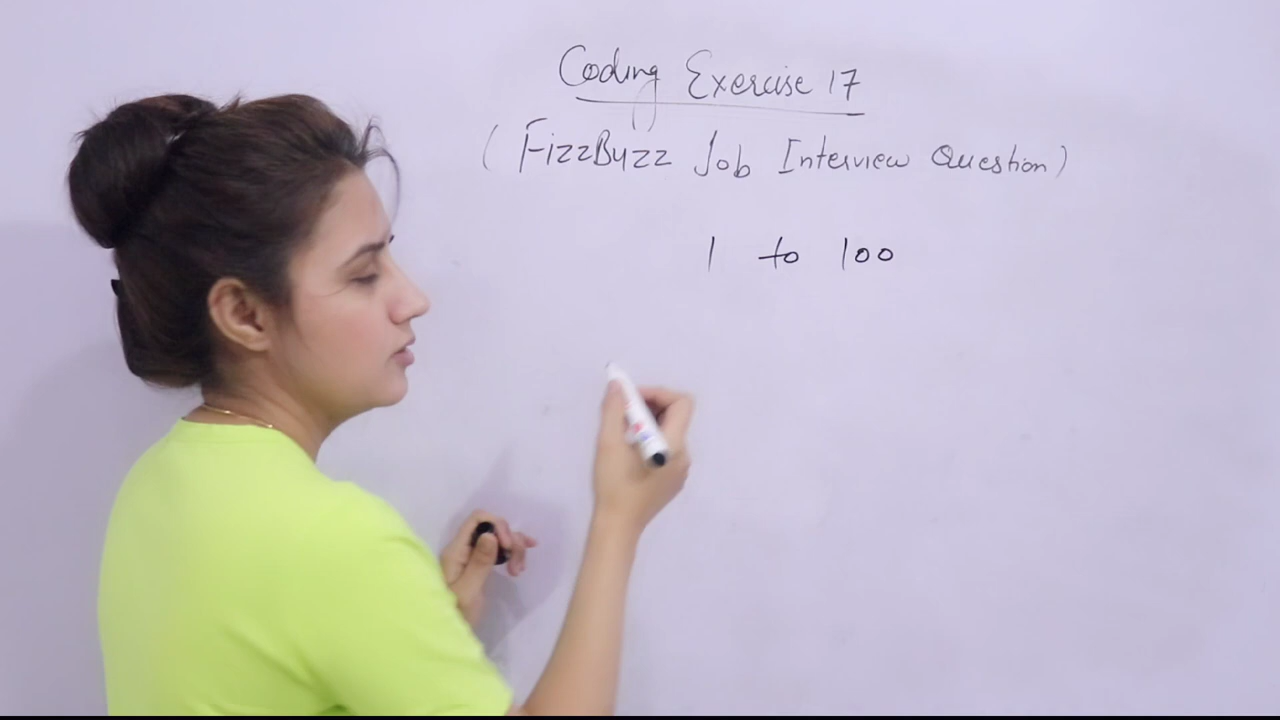 Coding Exercise 17
(FizzBuzz Job Interview Question)
1 to 100